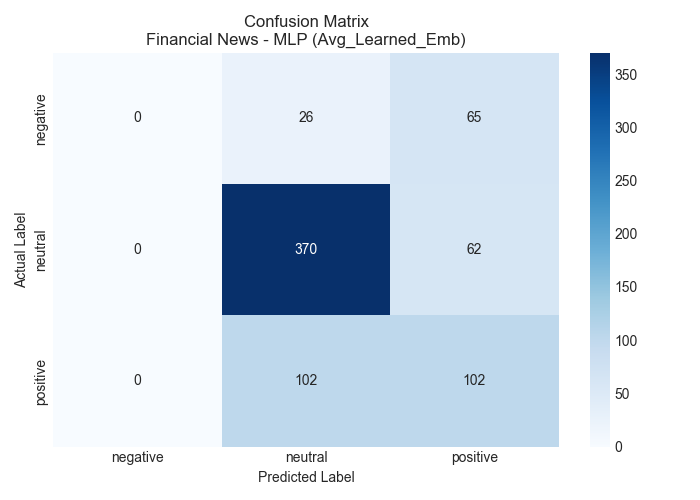 Confusion Matrix
Financial News - MLP (Avg_Learned_Emb)
negative
0
26
65
neutral
0
370
62
positive
0
102
102
negative
neutral
positive
Actual Label
Predicted Label
350
300
250
200
150
100
50
0